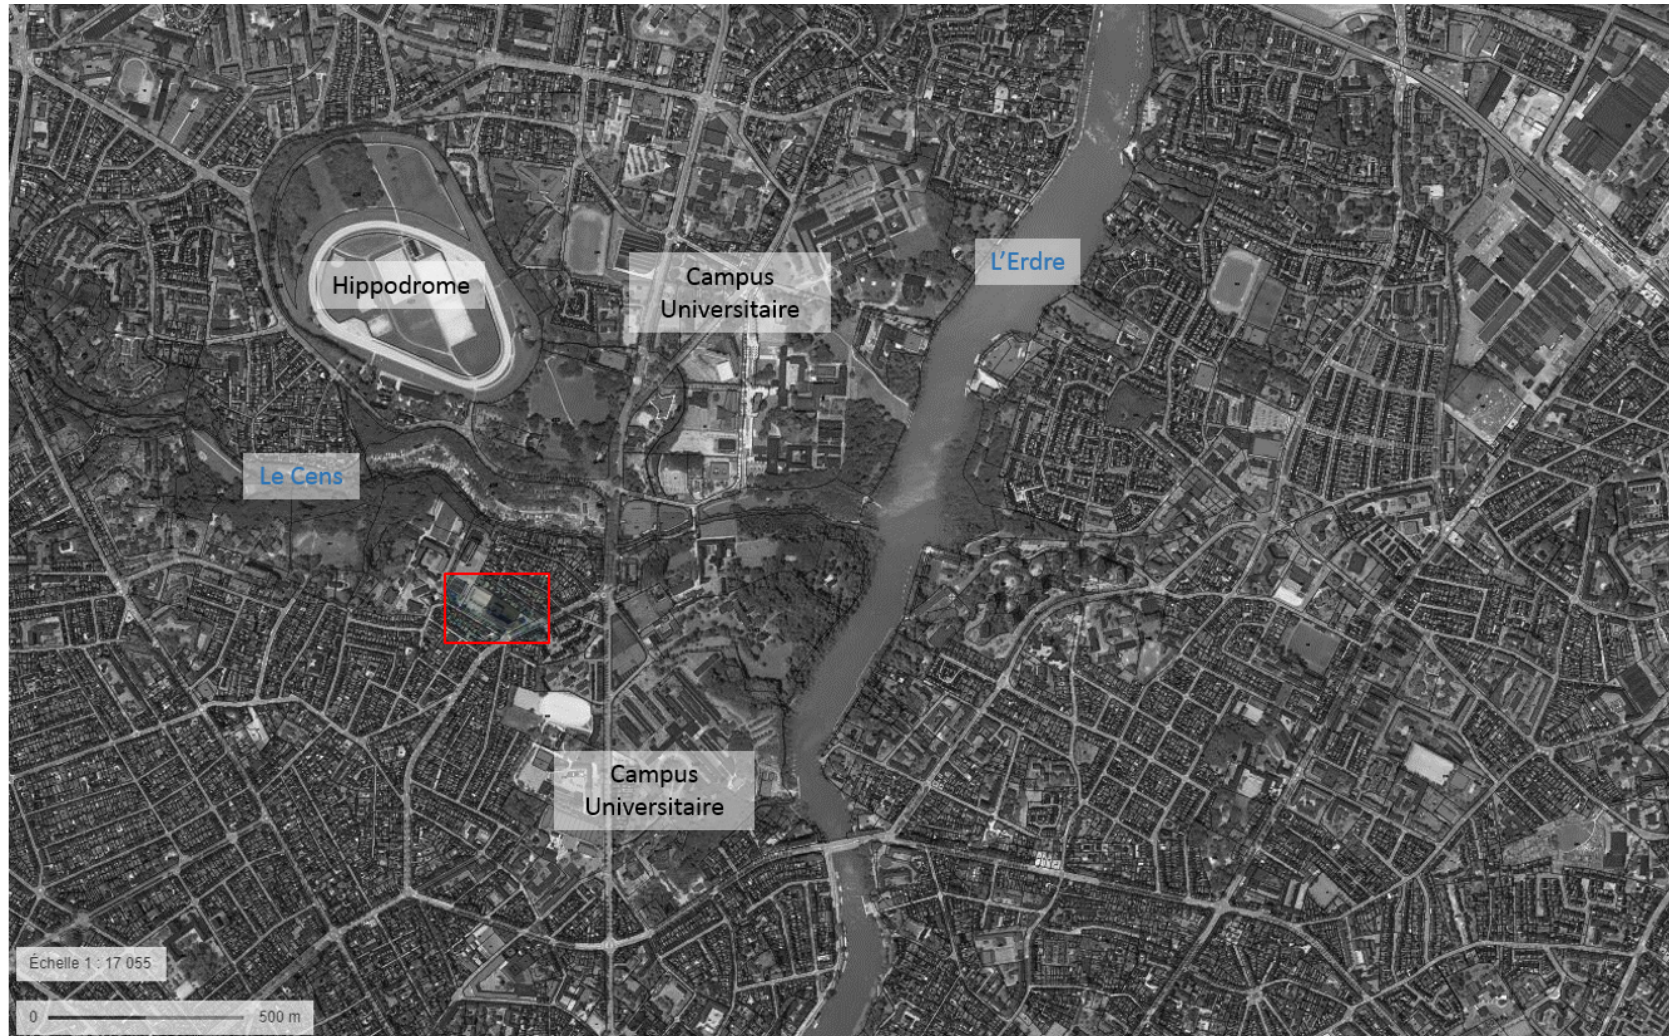 L'Erdre
Hippodrome
Campus
Universitaire
Le Cens
Campus
Universitaire
Échelle 1 : 17 055
0 500 m